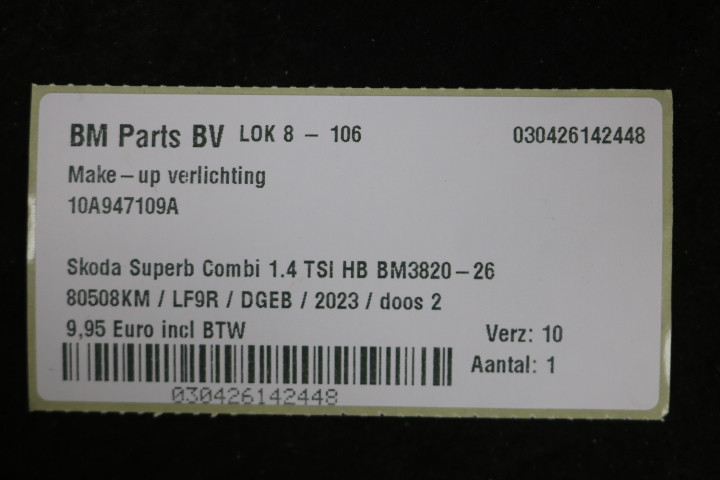 BM Parts BV LOK 8 – 106 030426142448
Make–up verlichting
10A947109A
Skoda Superb Combi 1.4 TSI HB BM3820–26
80508KM / LF9R / DGEB / 2023 / doos 2
9,95 Euro incl BTW Verz: 10
Aantal: 1
030426142448